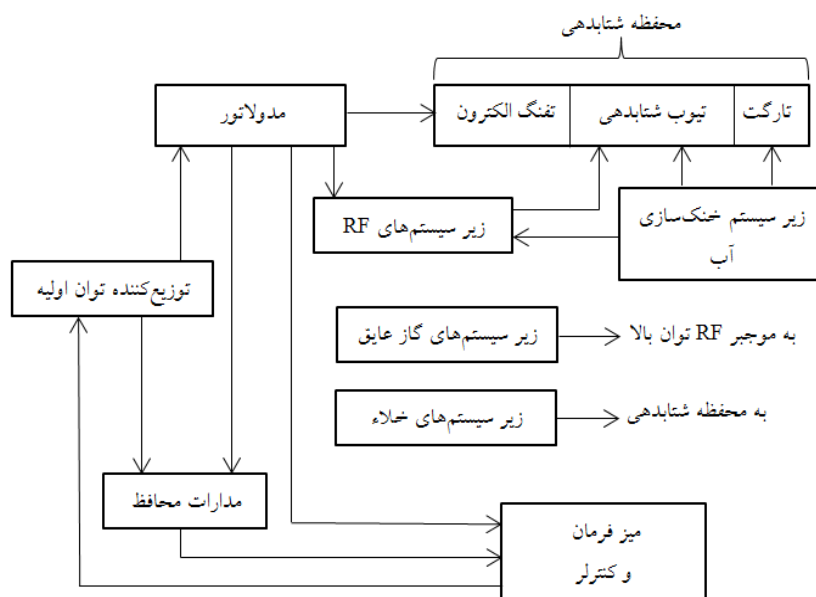 محفظه شتابدهی
مدولاتور
تفنگ الکترون
تیوب شتابدهی
تارگت
زیر سیستم‌های RF
زیر سیستم خنک‌سازی
آب
توزیع‌کننده توان اولیه
زیر سیستم‌های گاز عایق
به موجبر RF توان بالا
زیر سیستم‌های خلاء
به محفظه شتابدهی
مدارات محافظ
میز فرمان
و کنترلر